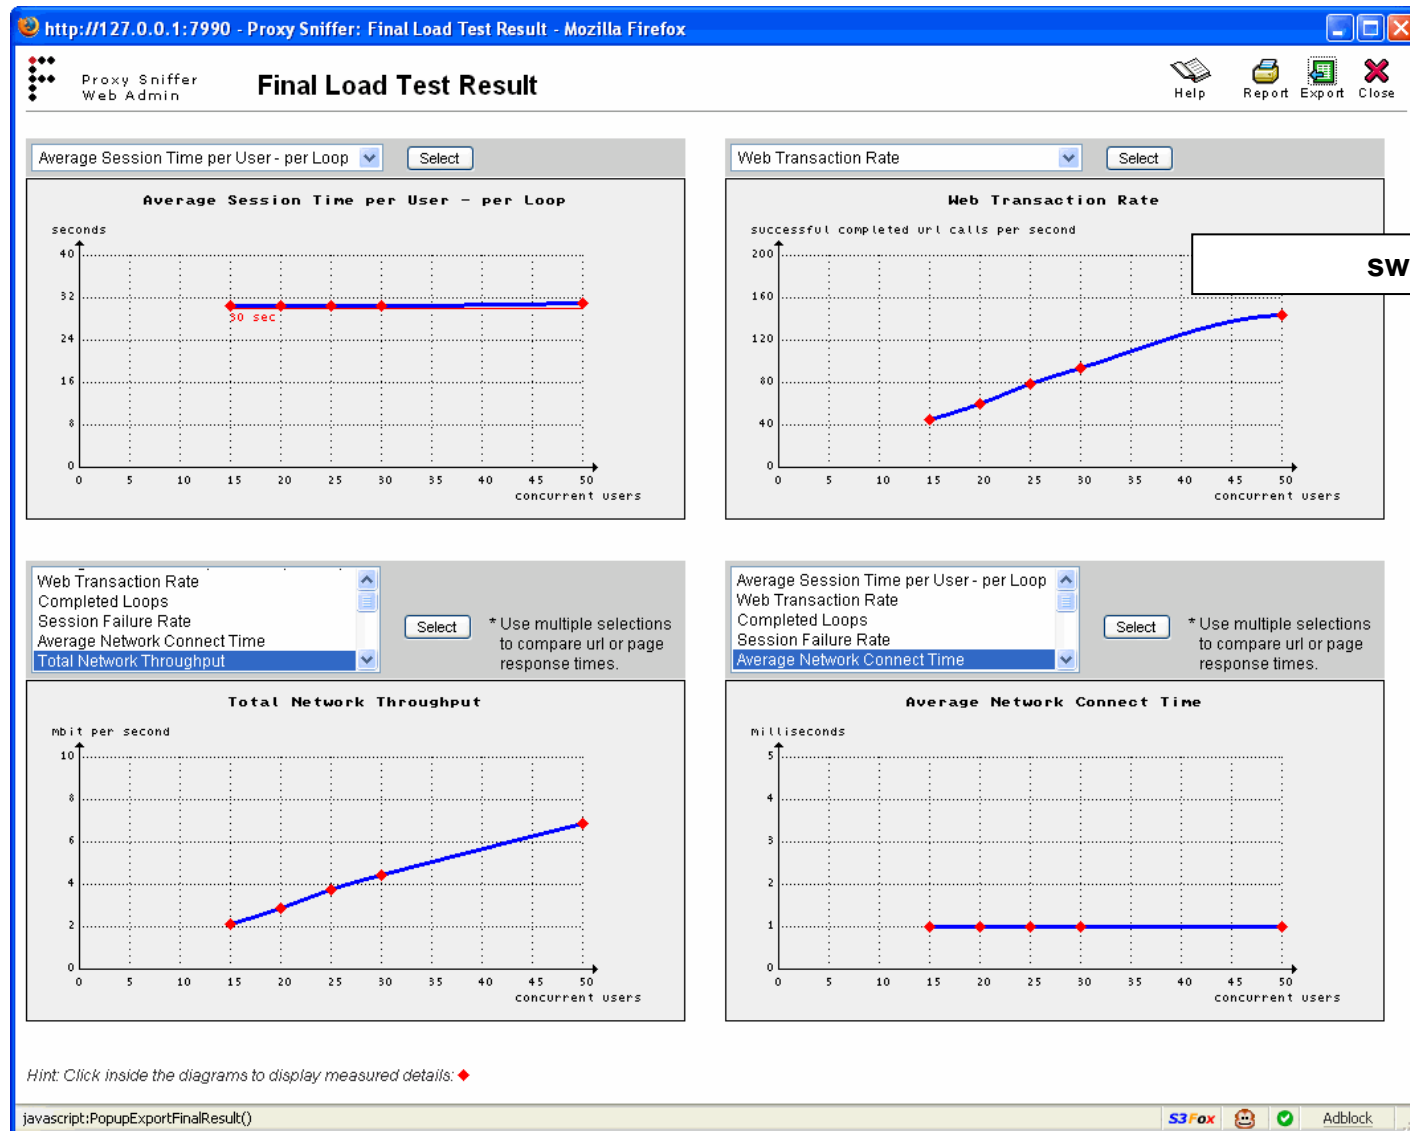 http://127.0.0.1:7990 - Proxy Sniffer: Final Load Test Result - Mozilla Firefox
Proxy Sniffer
Web Admin
Final Load Test Result
Help
Report
Export
Close
Average Session Time per User - per Loop
Select
Average Session Time per User - per Loop
seconds
40
32
24
16
8
0
30 sec
0 5 10 15 20 25 30 35 40 45 50
concurrent users
Web Transaction Rate
Select
Web Transaction Rate
successful completed url calls per second
200
160
120
80
40
0
0 5 10 15 20 25 30 35 40 45 50
concurrent users
sw
Web Transaction Rate
Completed Loops
Session Failure Rate
Average Network Connect Time
Total Network Throughput
Select
* Use multiple selections
to compare url or page
response times.
Total Network Throughput
mbit per second
10
8
6
4
2
0
0 5 10 15 20 25 30 35 40 45 50
concurrent users
Average Session Time per User - per Loop
Web Transaction Rate
Completed Loops
Session Failure Rate
Average Network Connect Time
Select
* Use multiple selections
to compare url or page
response times.
Average Network Connect Time
milliseconds
5
4
3
2
1
0
0 5 10 15 20 25 30 35 40 45 50
concurrent users
Hint: Click inside the diagrams to display measured details:
javascript:PopupExportFinalResult()
S3Fox
Adblock